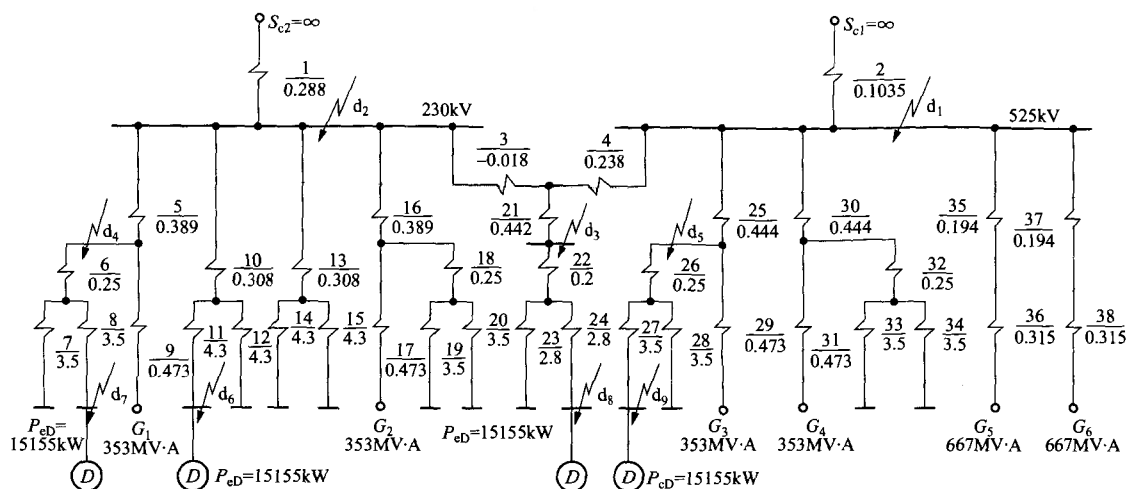 S_c2=∞
S_c1=∞
1
0.288
d2
230kV
2
0.1035
d1
525kV
3
-0.018
4
0.238
5
0.389
d4
16
0.389
21
0.442
d3
25
0.444
d5
30
0.444
35
0.194
37
0.194
6
0.25
10
0.308
13
0.308
18
0.25
22
0.2
26
0.25
32
0.25
7
3.5
8
3.5
9
0.473
11
4.3
12
4.3
14
4.3
15
4.3
17
0.473
19
3.5
20
3.5
23
2.8
24
2.8
27
3.5
28
3.5
29
0.473
31
0.473
33
3.5
34
3.5
36
0.315
38
0.315
d7
d6
d8
d9
P_eD=
15155kW
G1
353MV·A
G2
353MV·A
P_eD=15155kW
G3
353MV·A
G4
353MV·A
G5
667MV·A
G6
667MV·A
D
D
P_eD=15155kW
D
D
P_cD=15155kW